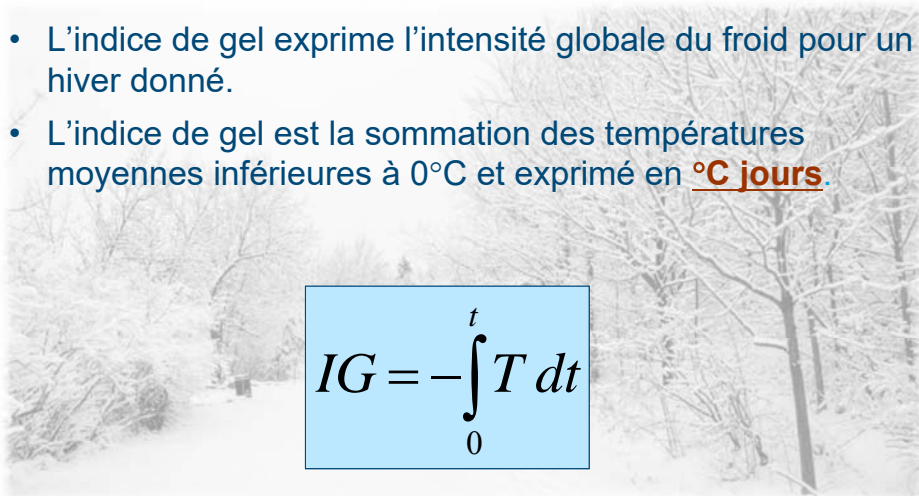 • L’indice de gel exprime l’intensité globale du froid pour un
hiver donné.
• L’indice de gel est la sommation des températures
moyennes inférieures à 0°C et exprimé en °C jours.
t
IG = −∫ T dt
0